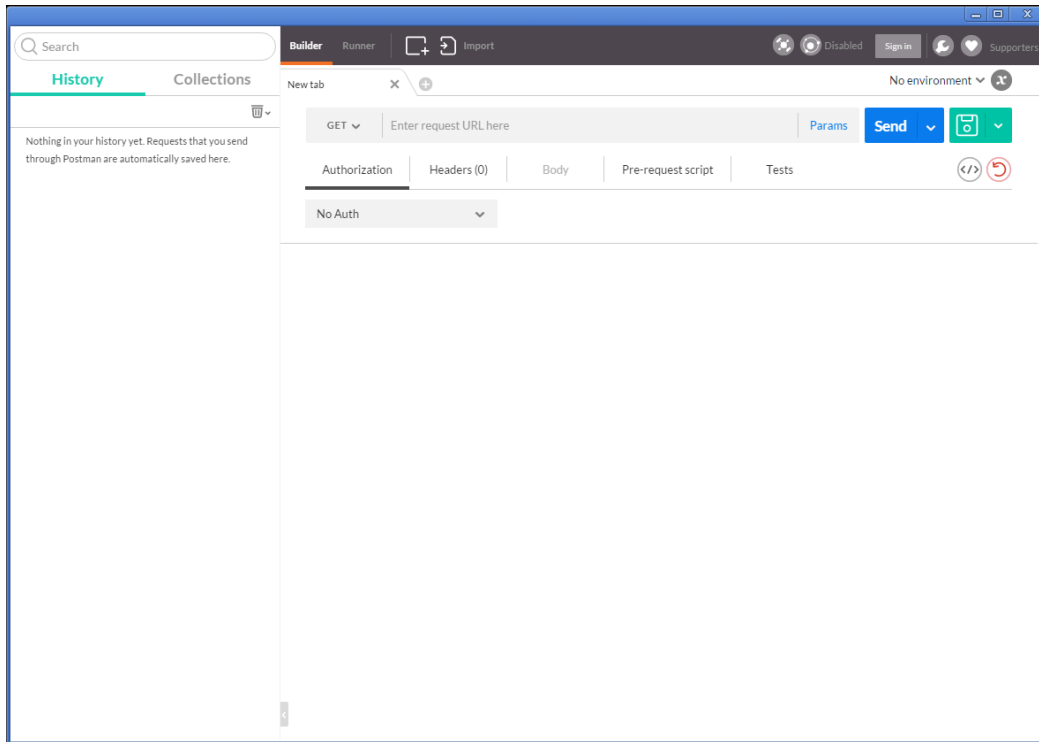 Search
Builder Runner Import Disabled Sign in Supporters
History Collections
New tab No environment x
Nothing in your history yet. Requests that you send
through Postman are automatically saved here.
GET Enter request URL here Params Send
Authorization Headers (0) Body Pre-request script Tests </>
No Auth